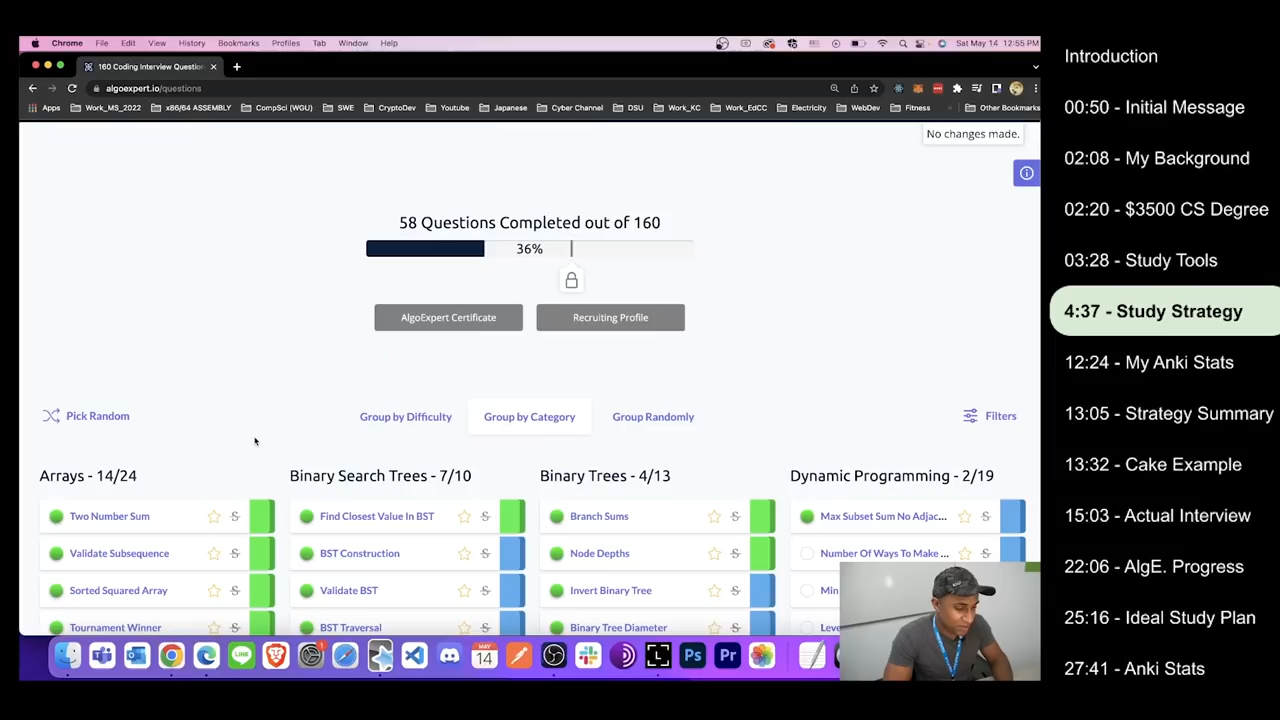 Chrome File Edit View History Bookmarks Profiles Tab Window Help Sat May 14 12:55 PM
160 Coding Interview Question
algoexpert.io/questions
Apps Work_MS_2022 x86/64 ASSEMBLY CompSci (WGU) SWE CryptoDev Youtube Japanese Cyber Channel DSU Work_KC Work_EdCC Electricity WebDev Fitness Other Bookmarks
No changes made.
58 Questions Completed out of 160
36%
AlgoExpert Certificate Recruiting Profile
Pick Random Group by Difficulty Group by Category Group Randomly Filters
Arrays - 14/24 Binary Search Trees - 7/10 Binary Trees - 4/13 Dynamic Programming - 2/19
Two Number Sum Find Closest Value In BST Branch Sums Max Subset Sum No Adjac...
Validate Subsequence BST Construction Node Depths Number Of Ways To Make ...
Sorted Squared Array Validate BST Invert Binary Tree Min
Tournament Winner BST Traversal Binary Tree Diameter Leve
MAY
14
Ps Pr
Introduction
00:50 - Initial Message
02:08 - My Background
02:20 - $3500 CS Degree
03:28 - Study Tools
4:37 - Study Strategy
12:24 - My Anki Stats
13:05 - Strategy Summary
13:32 - Cake Example
15:03 - Actual Interview
22:06 - AlgE. Progress
25:16 - Ideal Study Plan
27:41 - Anki Stats